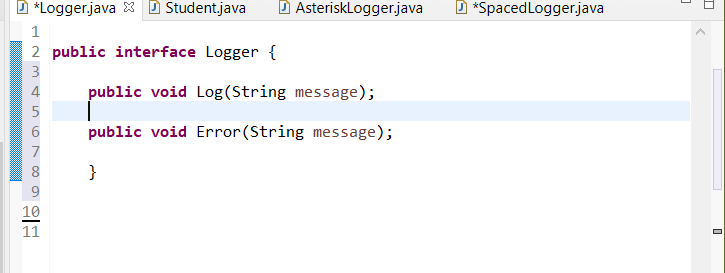 *Logger.java Student.java AsteriskLogger.java *SpacedLogger.java
1
2 public interface Logger {
3
4 public void Log(String message);
5
6 public void Error(String message);
7
8 }
9
10
11